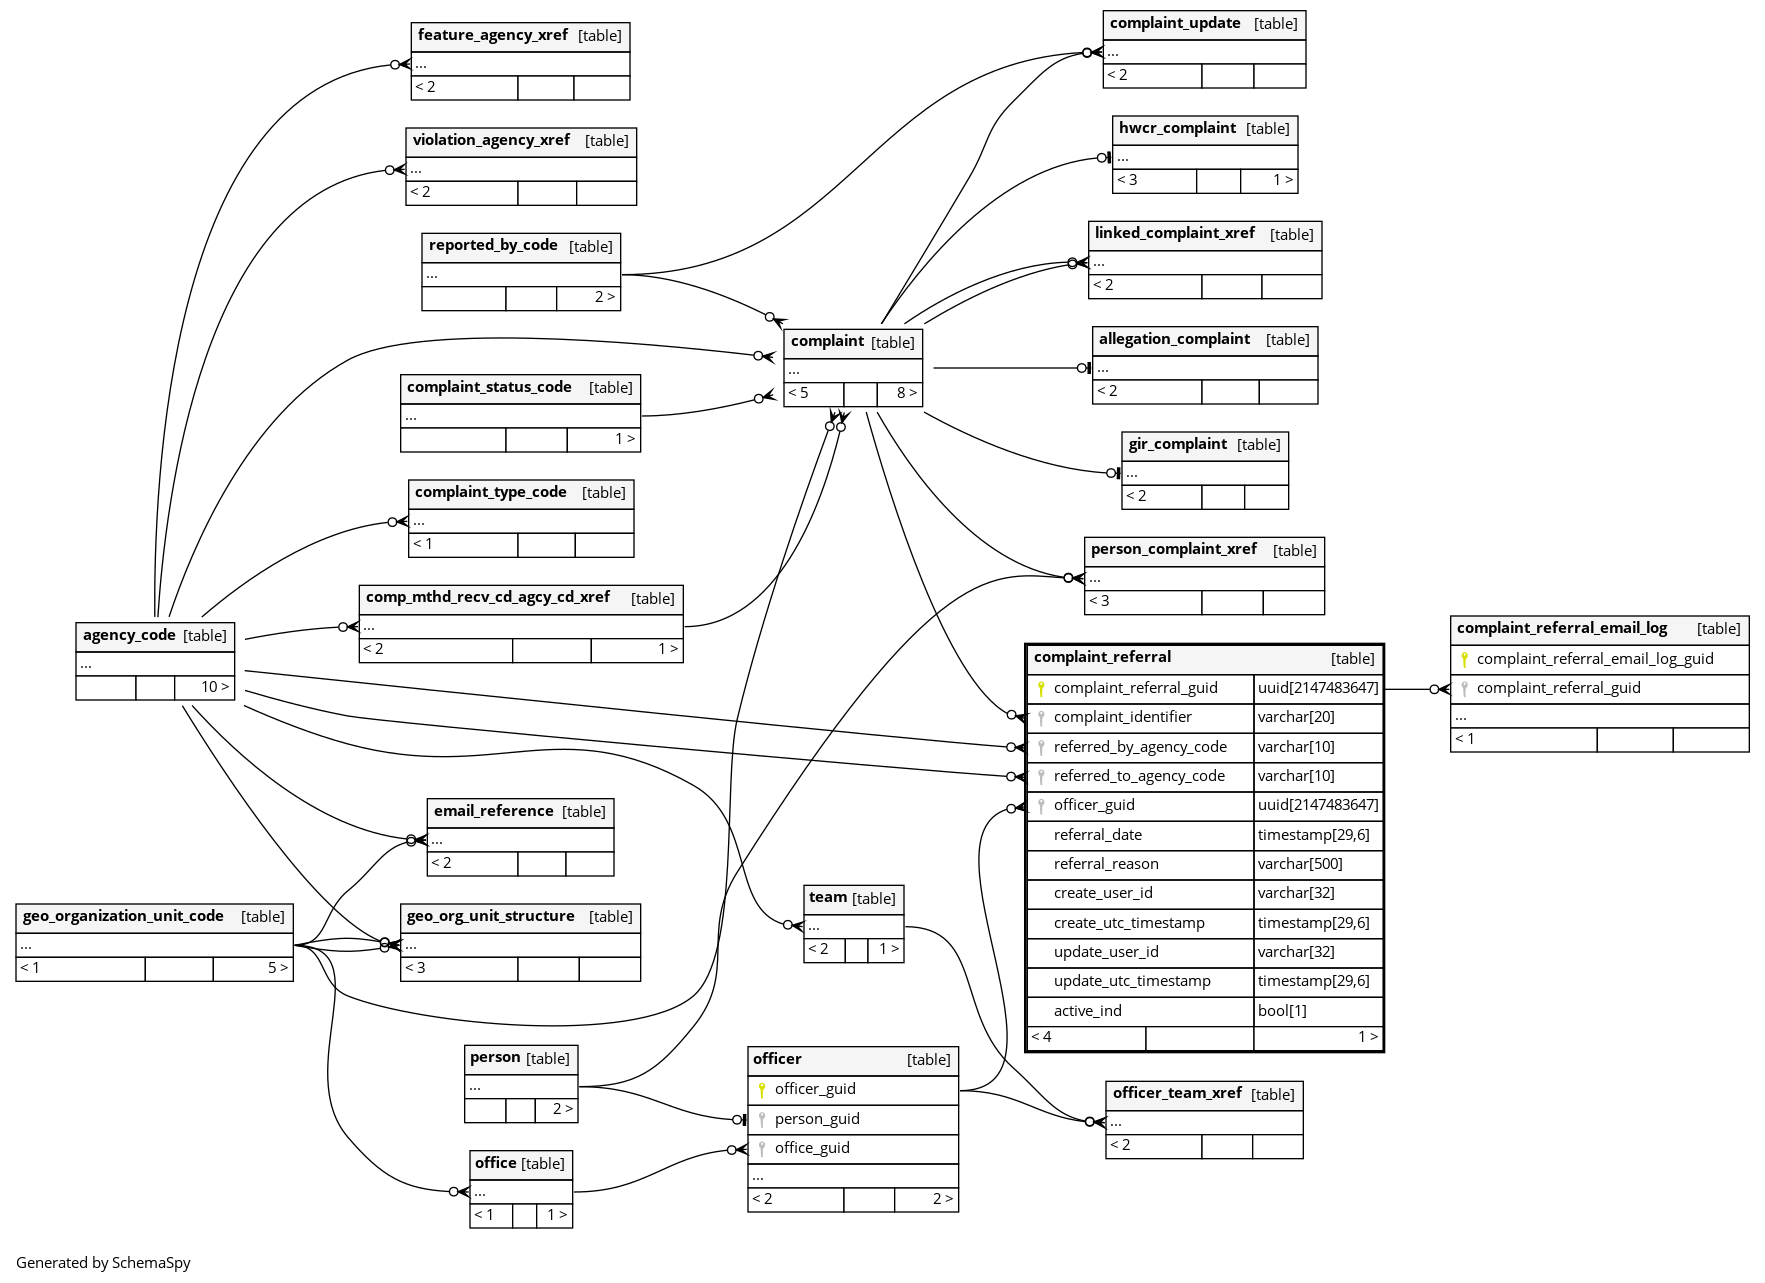 feature_agency_xref [table]
...
< 2
violation_agency_xref [table]
...
< 2
reported_by_code [table]
...
2 >
complaint_status_code [table]
...
1 >
complaint_type_code [table]
...
< 1
comp_mthd_recv_cd_agcy_cd_xref [table]
...
< 2 1 >
agency_code [table]
...
10 >
email_reference [table]
...
< 2
geo_organization_unit_code [table]
...
< 1 5 >
geo_org_unit_structure [table]
...
< 3
person [table]
...
2 >
office [table]
...
< 1 1 >
complaint [table]
...
< 5 8 >
team [table]
...
< 2 1 >
officer [table]
officer_guid
person_guid
office_guid
...
< 2 2 >
complaint_update [table]
...
< 2
hwcr_complaint [table]
...
< 3 1 >
linked_complaint_xref [table]
...
< 2
allegation_complaint [table]
...
< 2
gir_complaint [table]
...
< 2
person_complaint_xref [table]
...
< 3
complaint_referral [table]
complaint_referral_guid uuid[2147483647]
complaint_identifier varchar[20]
referred_by_agency_code varchar[10]
referred_to_agency_code varchar[10]
officer_guid uuid[2147483647]
referral_date timestamp[29,6]
referral_reason varchar[500]
create_user_id varchar[32]
create_utc_timestamp timestamp[29,6]
update_user_id varchar[32]
update_utc_timestamp timestamp[29,6]
active_ind bool[1]
< 4 1 >
officer_team_xref [table]
...
< 2
complaint_referral_email_log [table]
complaint_referral_email_log_guid
complaint_referral_guid
...
< 1
Generated by SchemaSpy